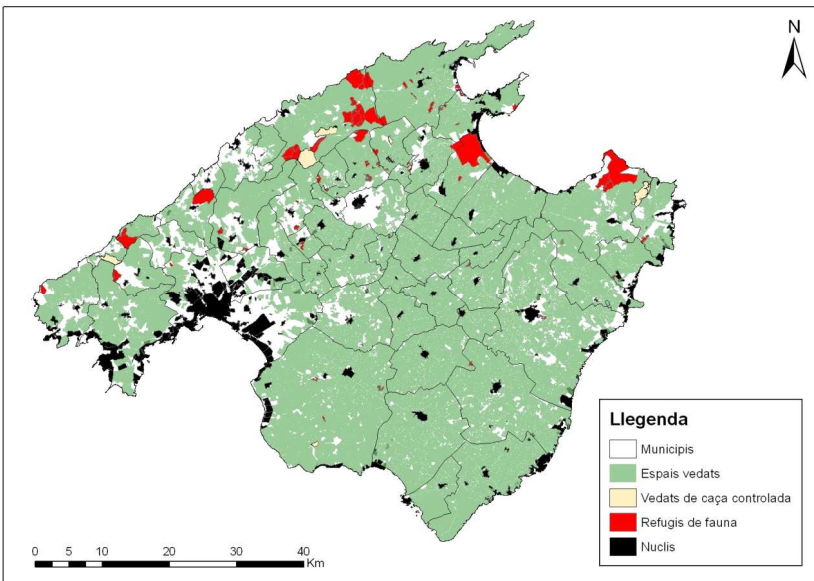 N
Llegenda
Municipis
Espais vedats
Vedats de caça controlada
Refugis de fauna
Nuclis
0 5 10 20 30 40
Km